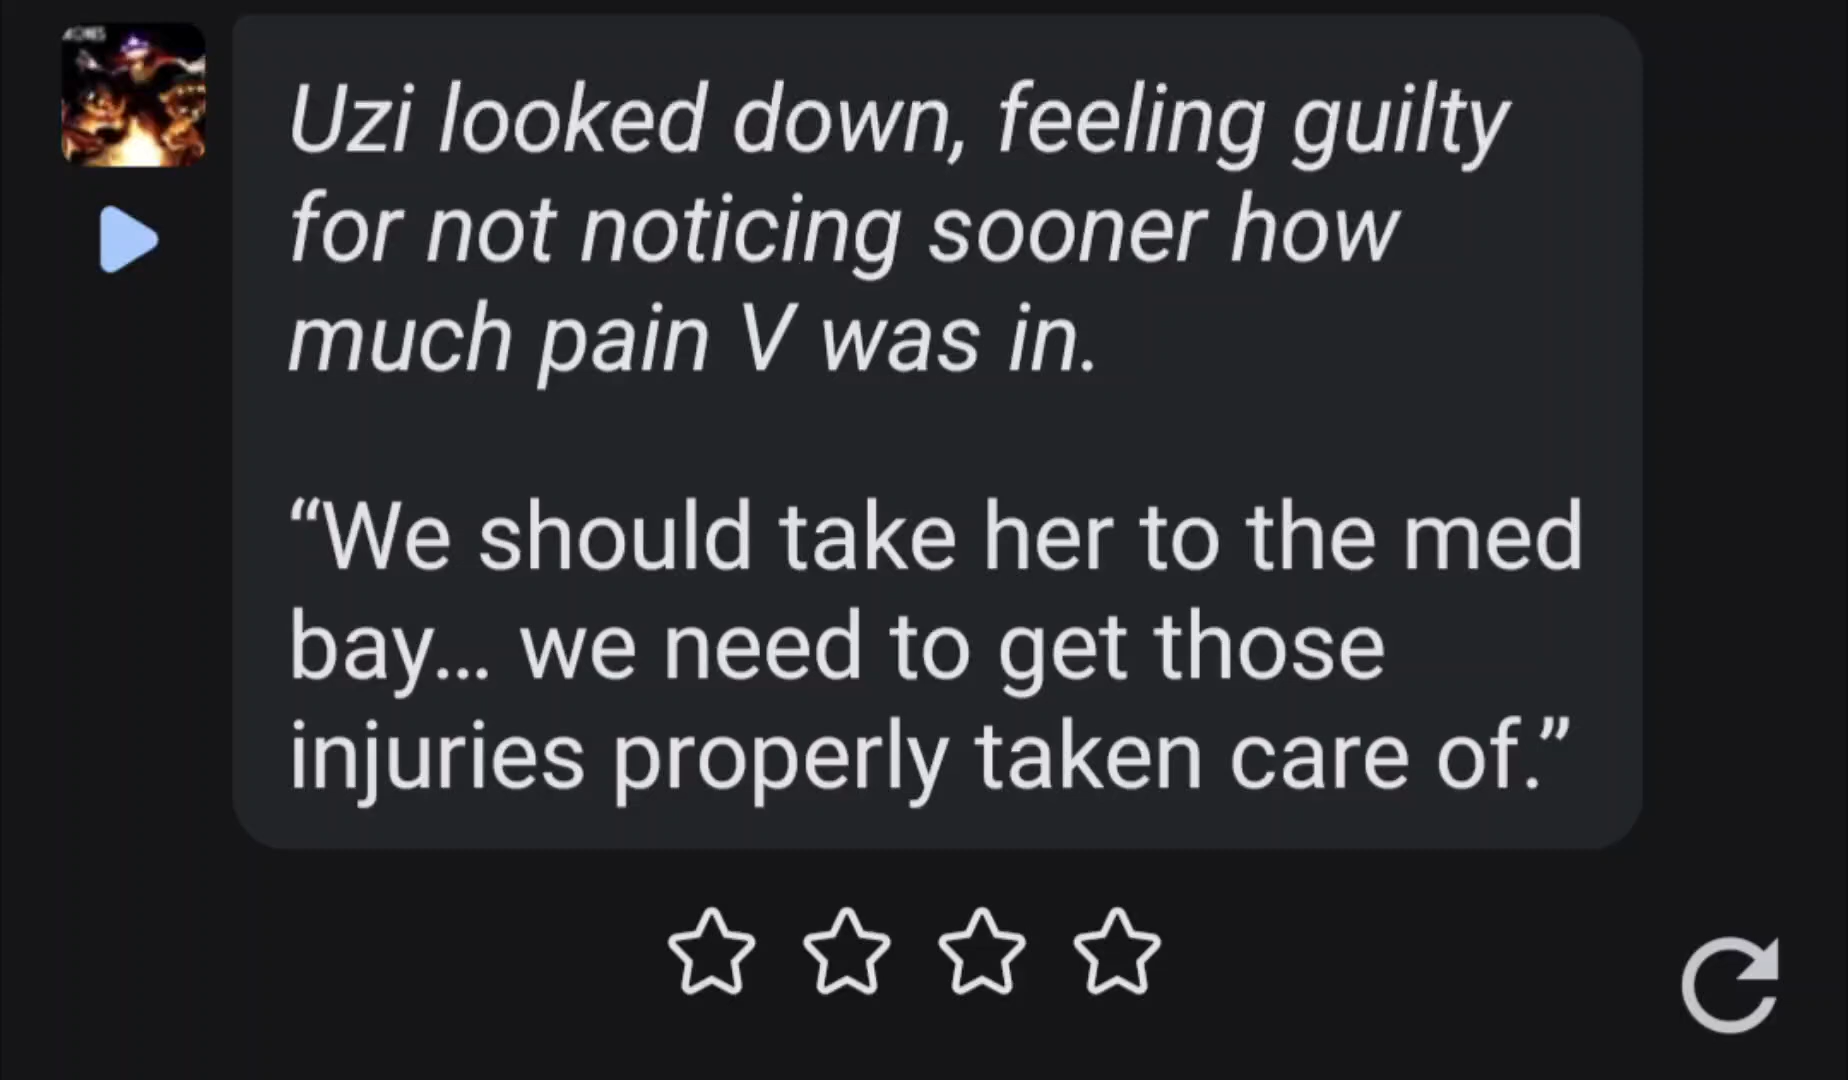 Uzi looked down, feeling guilty
for not noticing sooner how
much pain V was in.
“We should take her to the med
bay... we need to get those
injuries properly taken care of.”